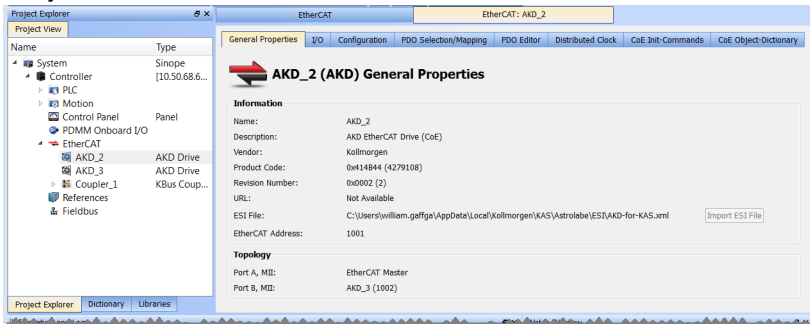 Project Explorer
Project View
Name Type
System Sinope
Controller [10.50.68.6...
PLC
Motion
Control Panel Panel
PDMM Onboard I/O
EtherCAT
AKD_2 AKD Drive
AKD_3 AKD Drive
Coupler_1 KBus Coup...
References
Fieldbus
Project Explorer Dictionary Libraries
EtherCAT EtherCAT: AKD_2
General Properties I/O Configuration PDO Selection/Mapping PDO Editor Distributed Clock CoE Init-Commands CoE Object-Dictionary
AKD_2 (AKD) General Properties
Information
Name: AKD_2
Description: AKD EtherCAT Drive (CoE)
Vendor: Kollmorgen
Product Code: 0x414B44 (4279108)
Revision Number: 0x0002 (2)
URL: Not Available
ESI File: C:\Users\william.gaffga\AppData\Local\Kollmorgen\KAS\Astrolabe\ESI\AKD-for-KAS.xml Import ESI File
EtherCAT Address: 1001
Topology
Port A, MII: EtherCAT Master
Port B, MII: AKD_3 (1002)